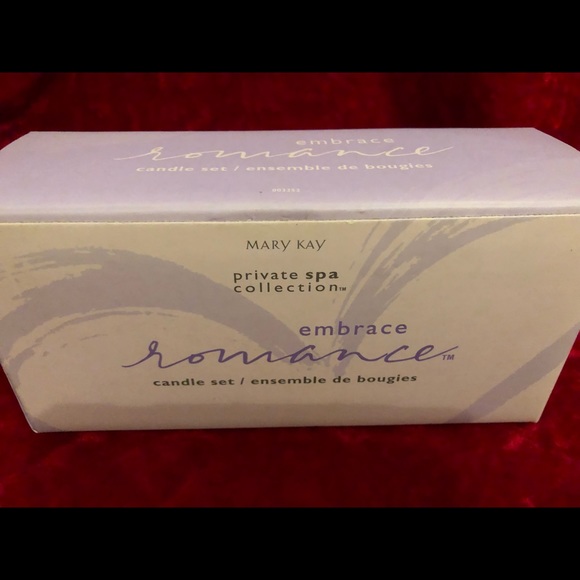 embrace
romance
candle set / ensemble de bougies
MARY KAY
private spa
collection™
embrace
romance™
candle set / ensemble de bougies